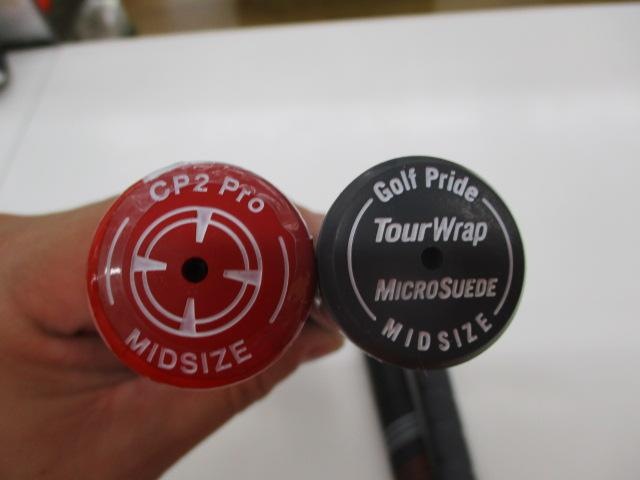 CP2 Pro
MIDSIZE
Golf Pride
TourWrap
MICROSUEDE
MIDSIZE